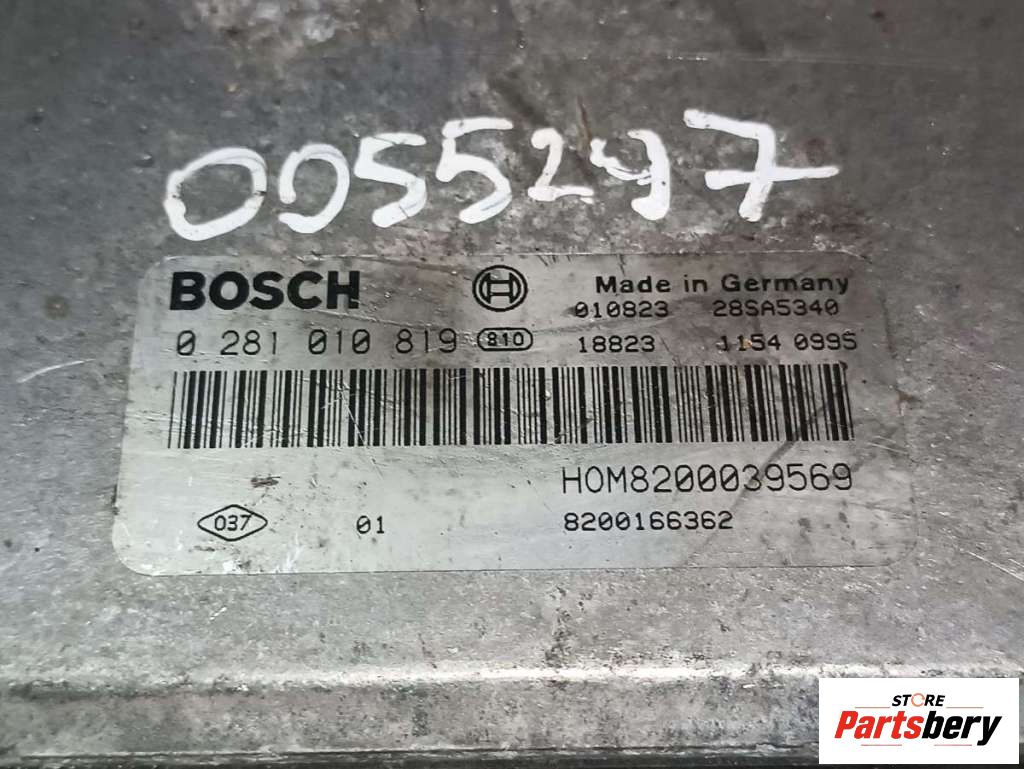 0055297
BOSCH
Made in Germany
010823 28SA5340
0 281 010 819 810
18823 1154 0995
HOM8200039569
037 01 8200166362
STORE
Partsbery